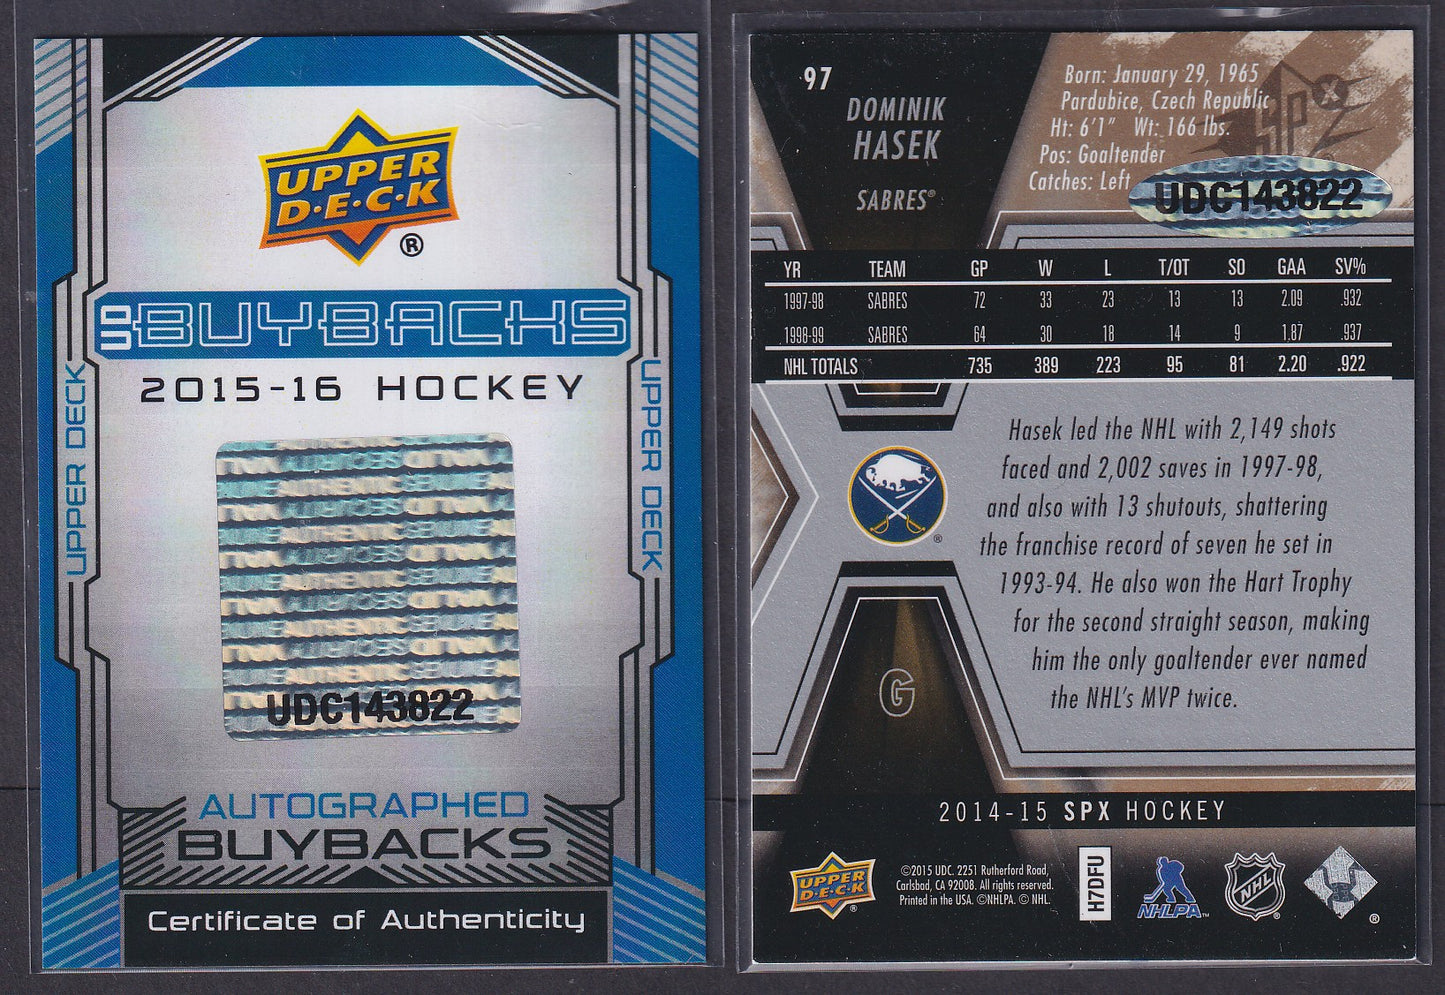 UPPER
D·E·C·K
®
UD BUYBACKS
2015-16 HOCKEY
UPPER DECK
UPPER DECK
UDC143822
AUTOGRAPHED
BUYBACKS
Certificate of Authenticity
97
DOMINIK
HASEK
SABRES®
Born: January 29, 1965
Pardubice, Czech Republic
Ht: 6'1" Wt: 166 lbs.
Pos: Goaltender
Catches: Left
SPX
UDC143822
YR TEAM GP W L T/OT SO GAA SV%
1997-98 SABRES 72 33 23 13 13 2.09 .932
1998-99 SABRES 64 30 18 14 9 1.87 .937
NHL TOTALS 735 389 223 95 81 2.20 .922
Hasek led the NHL with 2,149 shots
faced and 2,002 saves in 1997-98,
and also with 13 shutouts, shattering
the franchise record of seven he set in
1993-94. He also won the Hart Trophy
for the second straight season, making
him the only goaltender ever named
the NHL's MVP twice.
®
G
2014-15 SPX HOCKEY
UPPER
D·E·C·K
®
©2015 UDC. 2251 Rutherford Road,
Carlsbad, CA 92008. All rights reserved.
Printed in the USA. ©NHLPA. © NHL.
H7DFU
NHLPA™
NHL
®
®